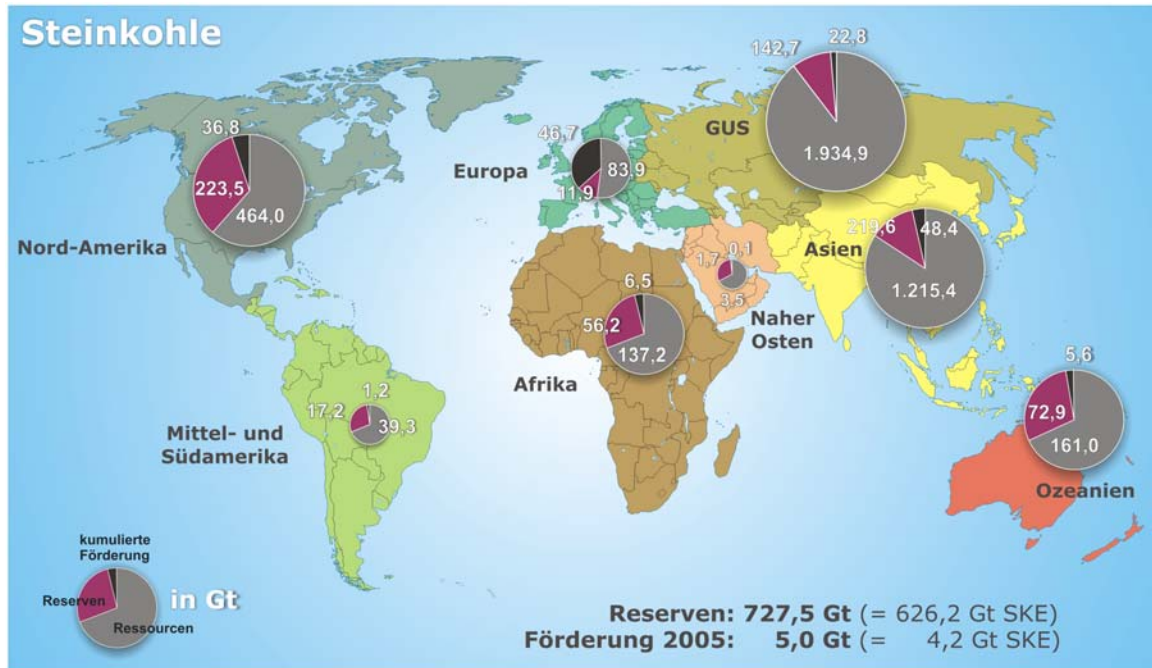 Steinkohle
36,8
223,5
464,0
Nord-Amerika
46,7
83,9
11,9
Europa
142,7
22,8
GUS
1.934,9
219,6
48,4
Asien
1.215,4
0,1
1,7
3,5
Naher
Osten
6,5
56,2
137,2
Afrika
1,2
17,2
39,3
Mittel- und
Südamerika
5,6
72,9
161,0
Ozeanien
kumulierte
Förderung
Reserven
Ressourcen
in Gt
Reserven: 727,5 Gt (= 626,2 Gt SKE)
Förderung 2005: 5,0 Gt (= 4,2 Gt SKE)